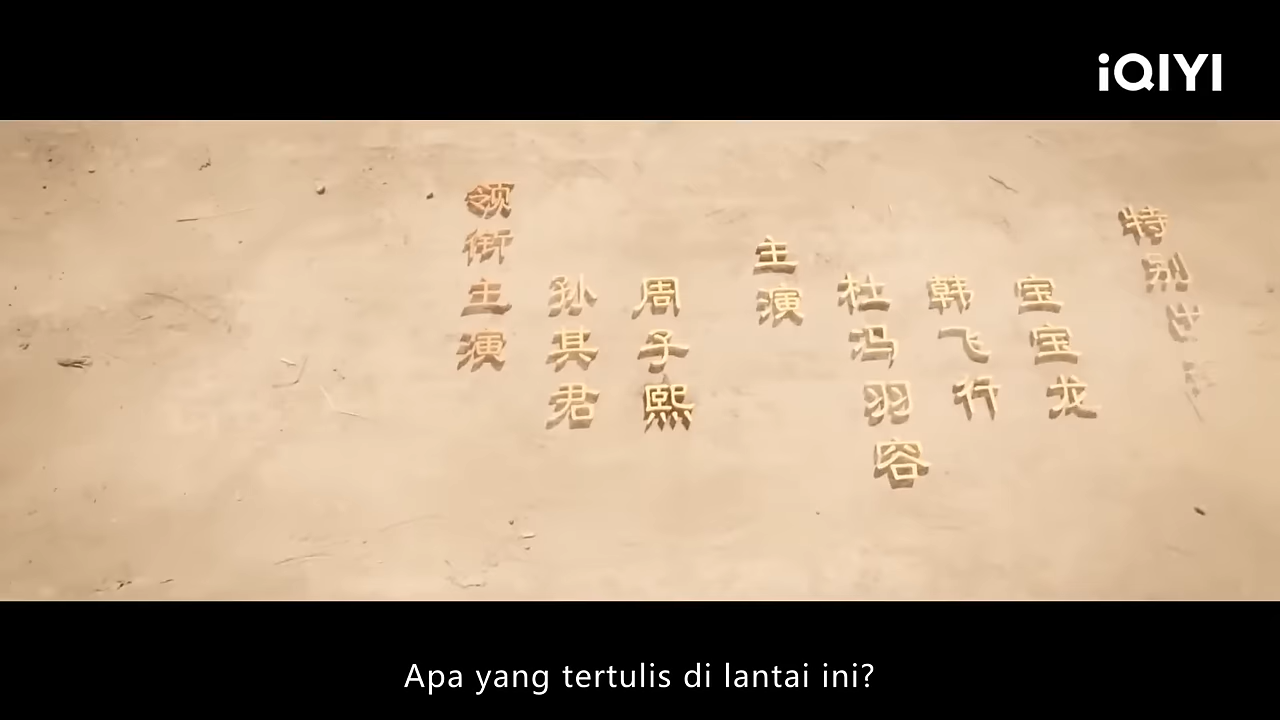 iQIYI
领衔主演
孙其君
周子熙
主演
杜冯羽容
韩飞行
宝宝龙
特别出
Apa yang tertulis di lantai ini?